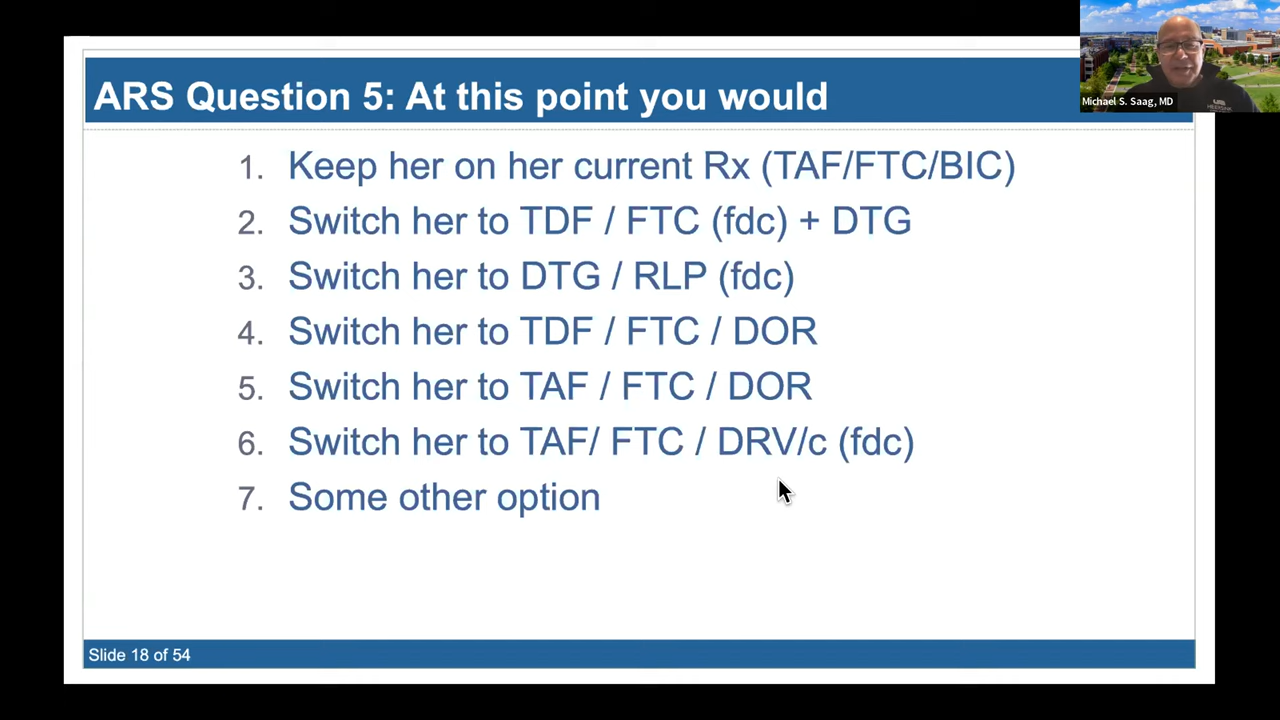 ARS Question 5: At this point you would
Michael S. Saag, MD
1. Keep her on her current Rx (TAF/FTC/BIC)
2. Switch her to TDF / FTC (fdc) + DTG
3. Switch her to DTG / RLP (fdc)
4. Switch her to TDF / FTC / DOR
5. Switch her to TAF / FTC / DOR
6. Switch her to TAF/ FTC / DRV/c (fdc)
7. Some other option
Slide 18 of 54